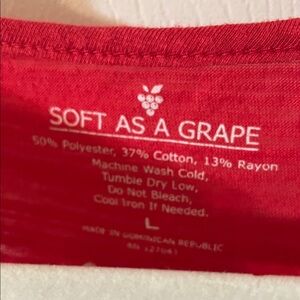 SOFT AS A GRAPE
50% Polyester, 37% Cotton, 13% Rayon
Machine Wash Cold,
Tumble Dry Low,
Do Not Bleach,
Cool Iron If Needed.
L
MADE IN DOMINICAN REPUBLIC
RN